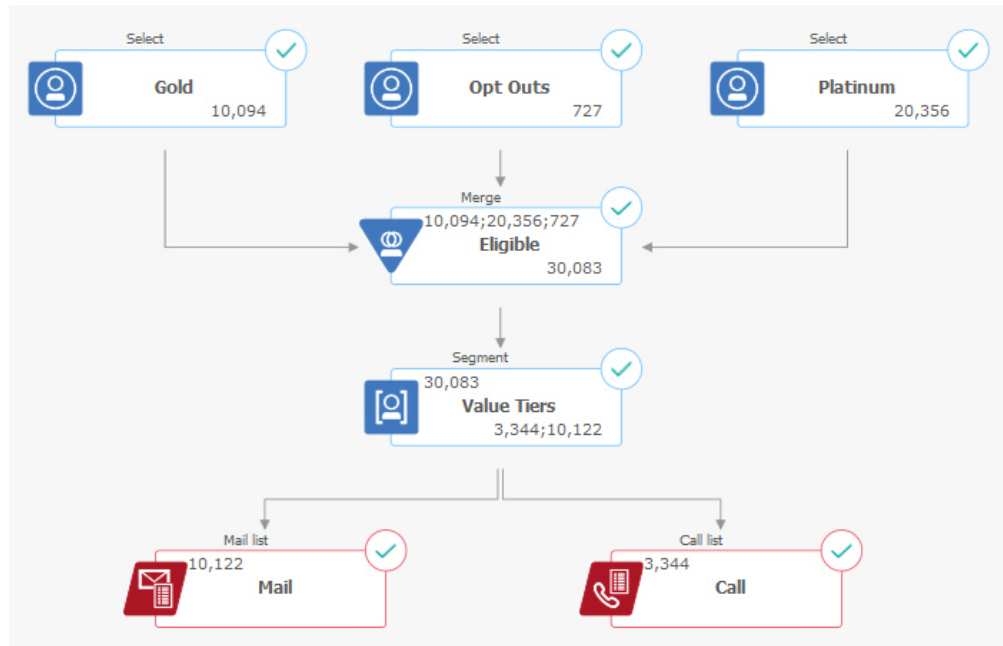 Select
Gold
10,094
Select
Opt Outs
727
Select
Platinum
20,356
Merge
10,094;20,356;727
Eligible
30,083
Segment
30,083
Value Tiers
3,344;10,122
Mail list
10,122
Mail
Call list
3,344
Call